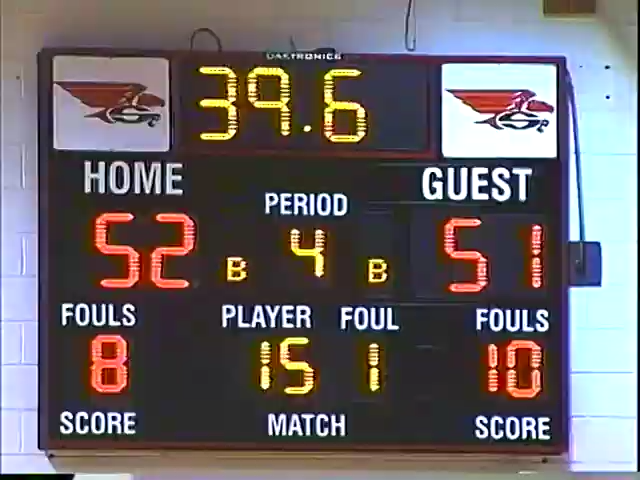 DAKTRONICS
39.6
HOME GUEST
PERIOD
52 B 4 B 51
FOULS PLAYER FOUL FOULS
8 15 1 10
SCORE MATCH SCORE